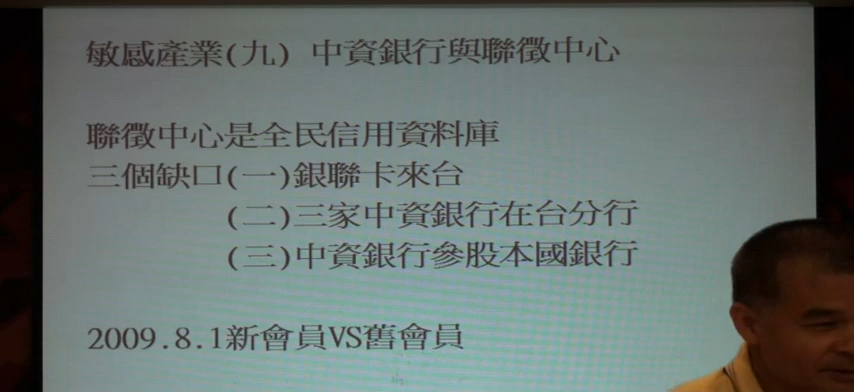 敏感產業(九) 中資銀行與聯徵中心
聯徵中心是全民信用資料庫
三個缺口(一)銀聯卡來台
(二)三家中資銀行在台分行
(三)中資銀行參股本國銀行
2009.8.1新會員VS舊會員